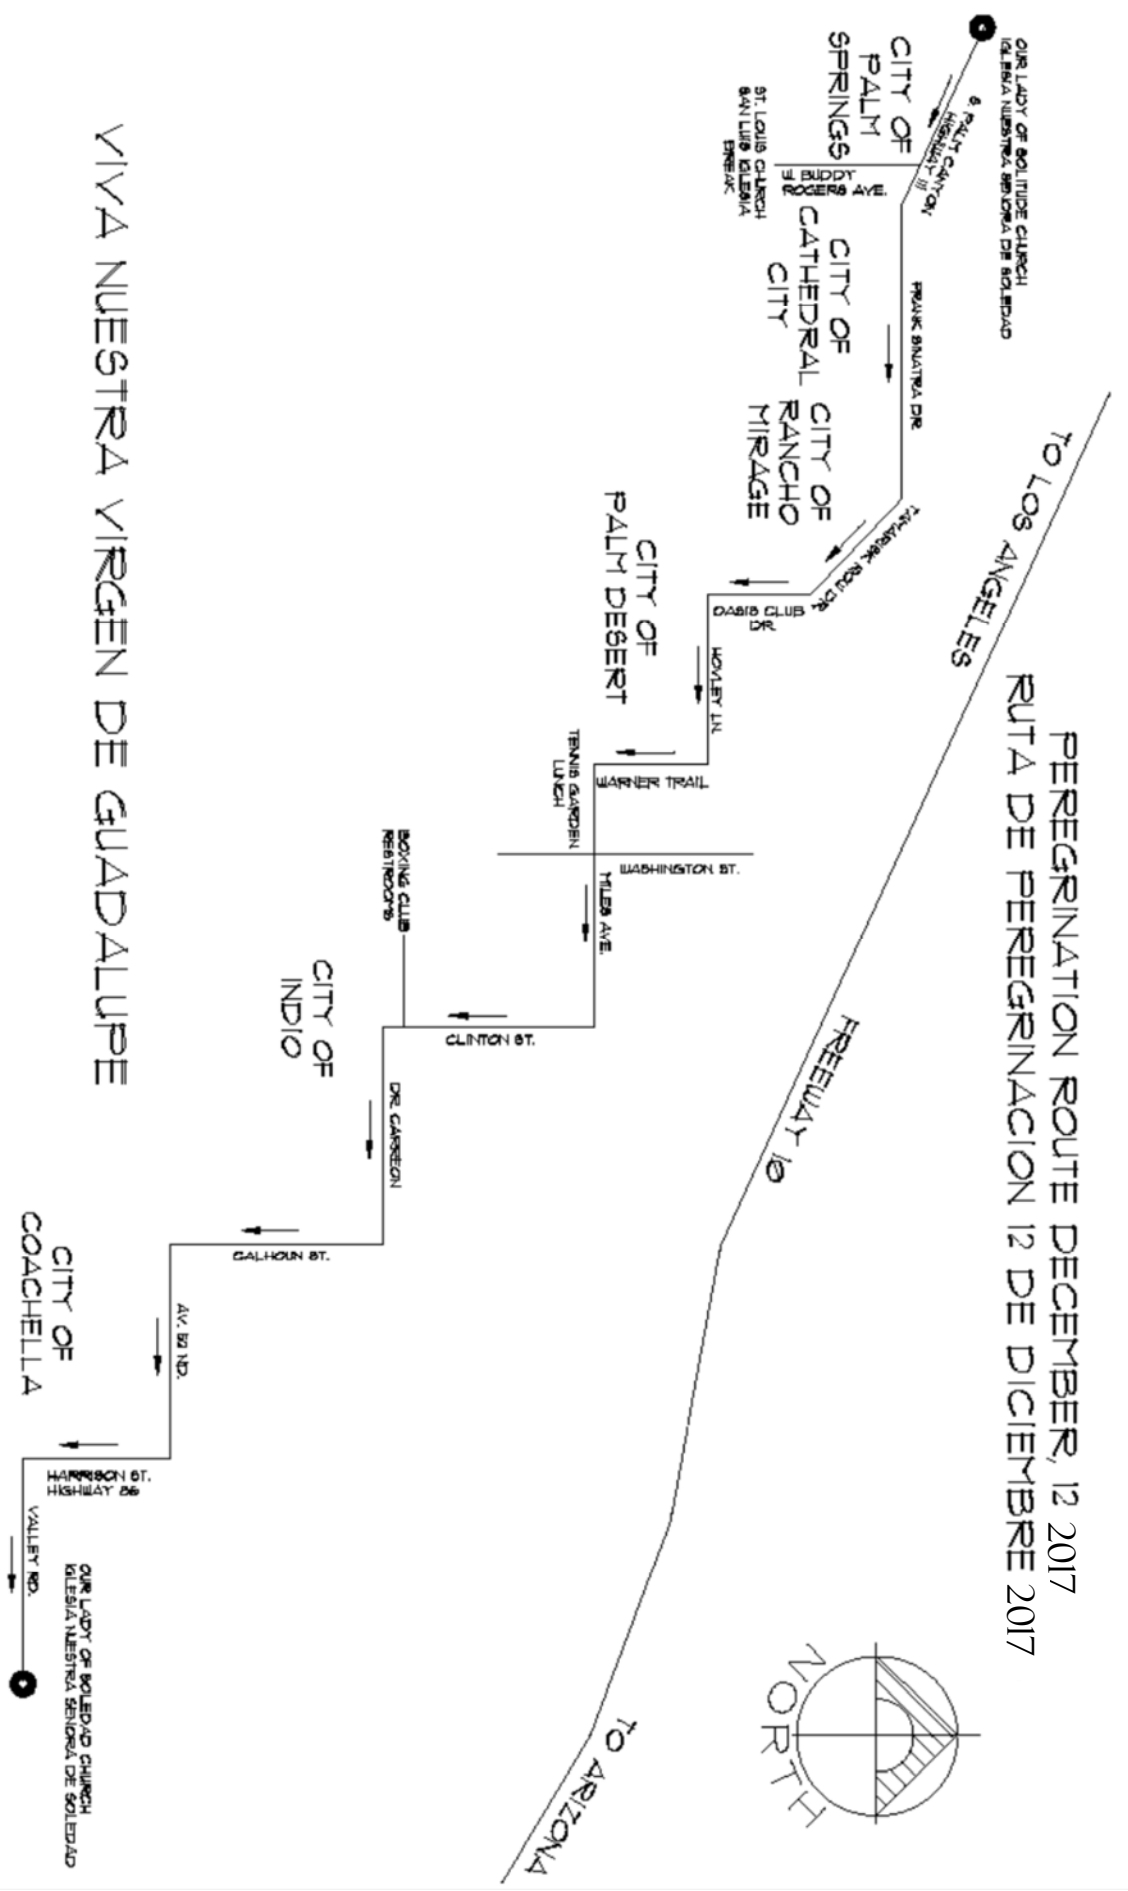 PEREGRINATION ROUTE DECEMBER, 12 2017
RUTA DE PEREGRINACION 12 DE DICIEMBRE 2017
OUR LADY OF SOLITUDE CHURCH
IGLESIA NUESTRA SENORA DE SOLEDAD
S. PALM CANYON
HIGHWAY 111
CITY OF
PALM
SPRINGS
W. BUDDY
ROGERS AVE.
ST. LOUIS CHURCH
SAN LUIS IGLESIA
BREAK
FRANK SINATRA DR.
CITY OF
CATHEDRAL
CITY
CITY OF
RANCHO
MIRAGE
TAMARISK ROW DR.
OASIS CLUB
DR.
TO LOS ANGELES
CITY OF
PALM DESERT
HOVLEY LN.
WARNER TRAIL
TENNIS GARDEN
LUNCH
WASHINGTON ST.
MILES AVE.
BOXING CLUB
RESTROOMS
CLINTON ST.
FREEWAY 10
CITY OF
INDIO
DR. CARREON
CALHOUN ST.
AV. 52 ND.
CITY OF
COACHELLA
HARRISON ST.
HIGHWAY 86
VALLEY RD.
OUR LADY OF SOLEDAD CHURCH
IGLESIA NUESTRA SENORA DE SOLEDAD
TO ARIZONA
NORTH
VIVA NUESTRA VIRGEN DE GUADALUPE